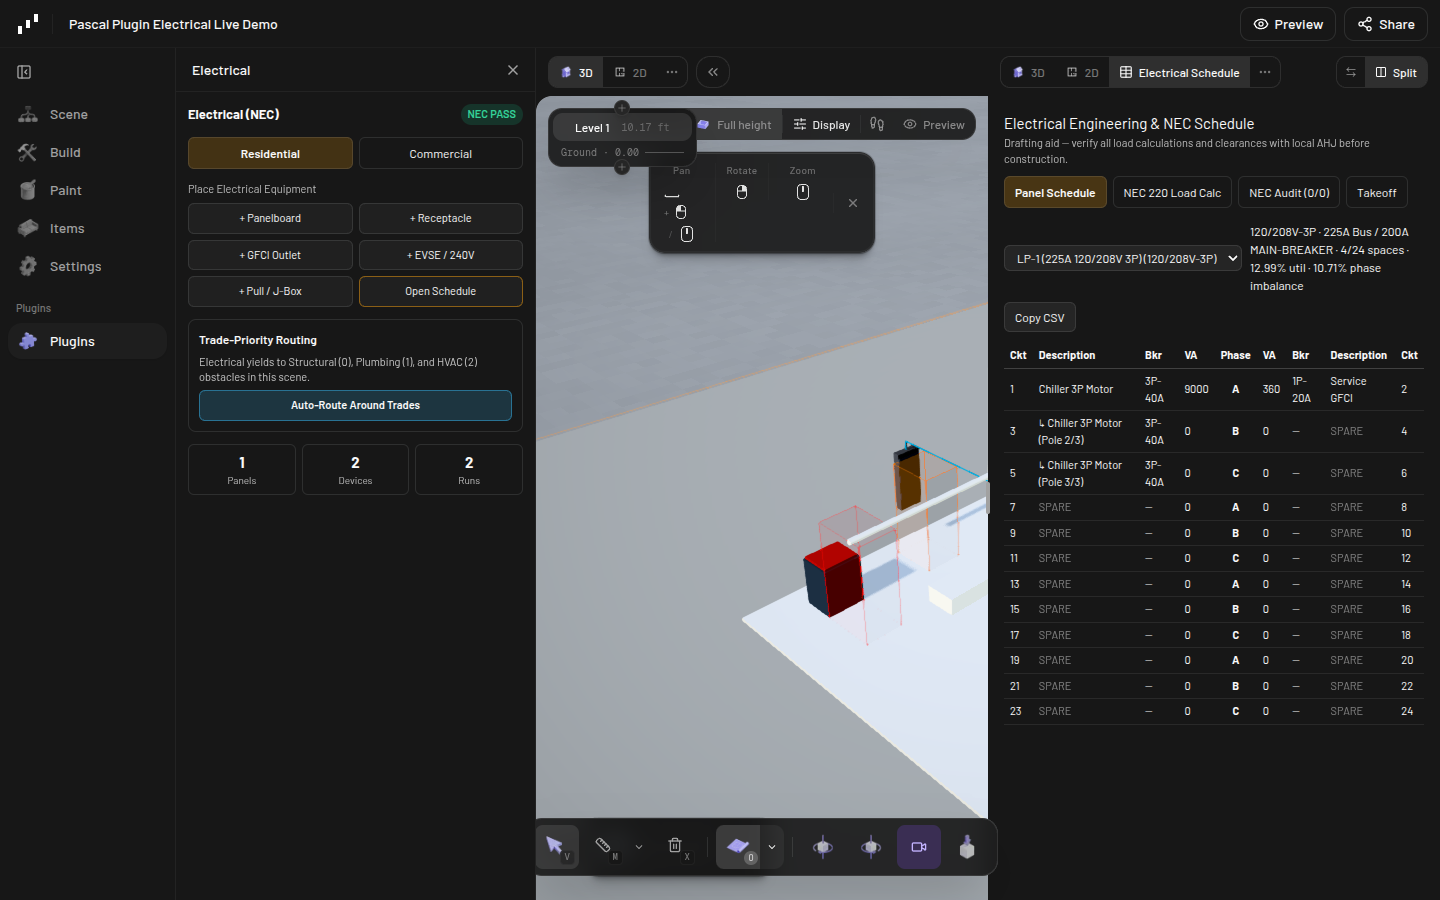 Pascal Plugin Electrical Live Demo
Preview
Share
Scene
Build
Paint
Items
Settings
Plugins
Plugins
Electrical
Electrical (NEC)
NEC PASS
Residential
Commercial
Place Electrical Equipment
+ Panelboard
+ Receptacle
+ GFCI Outlet
+ EVSE / 240V
+ Pull / J-Box
Open Schedule
Trade-Priority Routing
Electrical yields to Structural (0), Plumbing (1), and HVAC (2)
obstacles in this scene.
Auto-Route Around Trades
1
Panels
2
Devices
2
Runs
3D
2D
Level 1
10.17 ft
Ground · 0.00
Full height
Display
Preview
Pan
Rotate
Zoom
+
/
V
M
X
0
3D
2D
Electrical Schedule
Split
Electrical Engineering & NEC Schedule
Drafting aid — verify all load calculations and clearances with local AHJ before
construction.
Panel Schedule
NEC 220 Load Calc
NEC Audit (0/0)
Takeoff
LP-1 (225A 120/208V 3P) (120/208V-3P)
120/208V-3P · 225A Bus / 200A
MAIN-BREAKER · 4/24 spaces ·
12.99% util · 10.71% phase
imbalance
Copy CSV
Ckt Description Bkr VA Phase VA Bkr Description Ckt
1 Chiller 3P Motor 3P-40A 9000 A 360 1P-20A Service GFCI 2
3 ↳ Chiller 3P Motor (Pole 2/3) 3P-40A 0 B 0 — SPARE 4
5 ↳ Chiller 3P Motor (Pole 3/3) 3P-40A 0 C 0 — SPARE 6
7 SPARE — 0 A 0 — SPARE 8
9 SPARE — 0 B 0 — SPARE 10
11 SPARE — 0 C 0 — SPARE 12
13 SPARE — 0 A 0 — SPARE 14
15 SPARE — 0 B 0 — SPARE 16
17 SPARE — 0 C 0 — SPARE 18
19 SPARE — 0 A 0 — SPARE 20
21 SPARE — 0 B 0 — SPARE 22
23 SPARE — 0 C 0 — SPARE 24